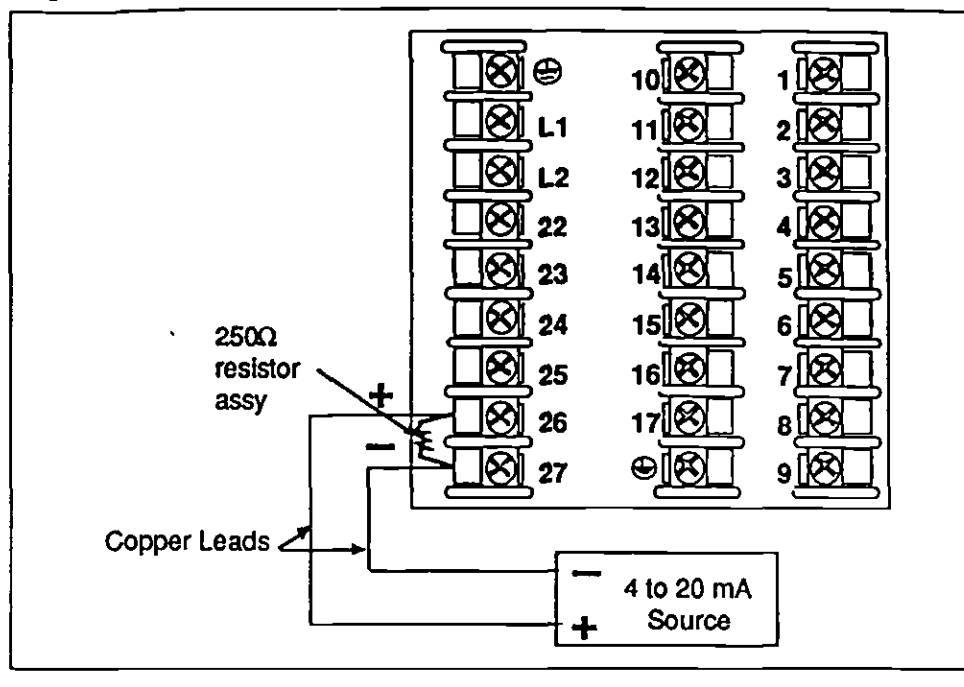 10 1
L1 11 2
L2 12 3
22 13 4
23 14 5
24 15 6
25 16 7
26 17 8
27 9
250Ω
resistor
assy
+
−
Copper Leads
− 4 to 20 mA
+ Source